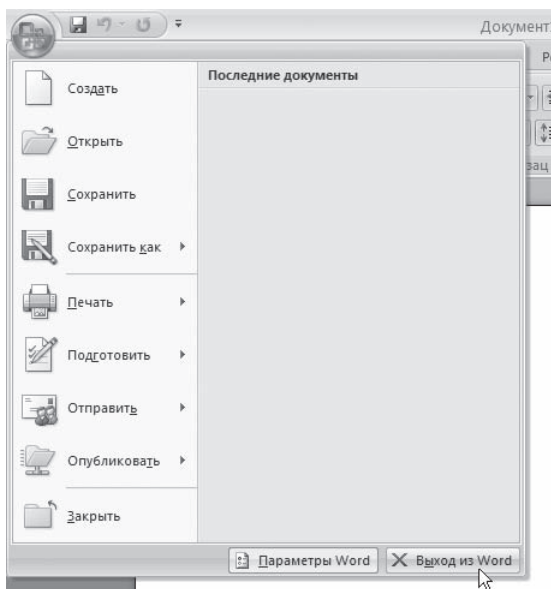 Документ
Последние документы
Создать
Открыть
Сохранить
Сохранить как
Печать
Подготовить
Отправить
Опубликовать
Закрыть
Параметры Word
Выход из Word